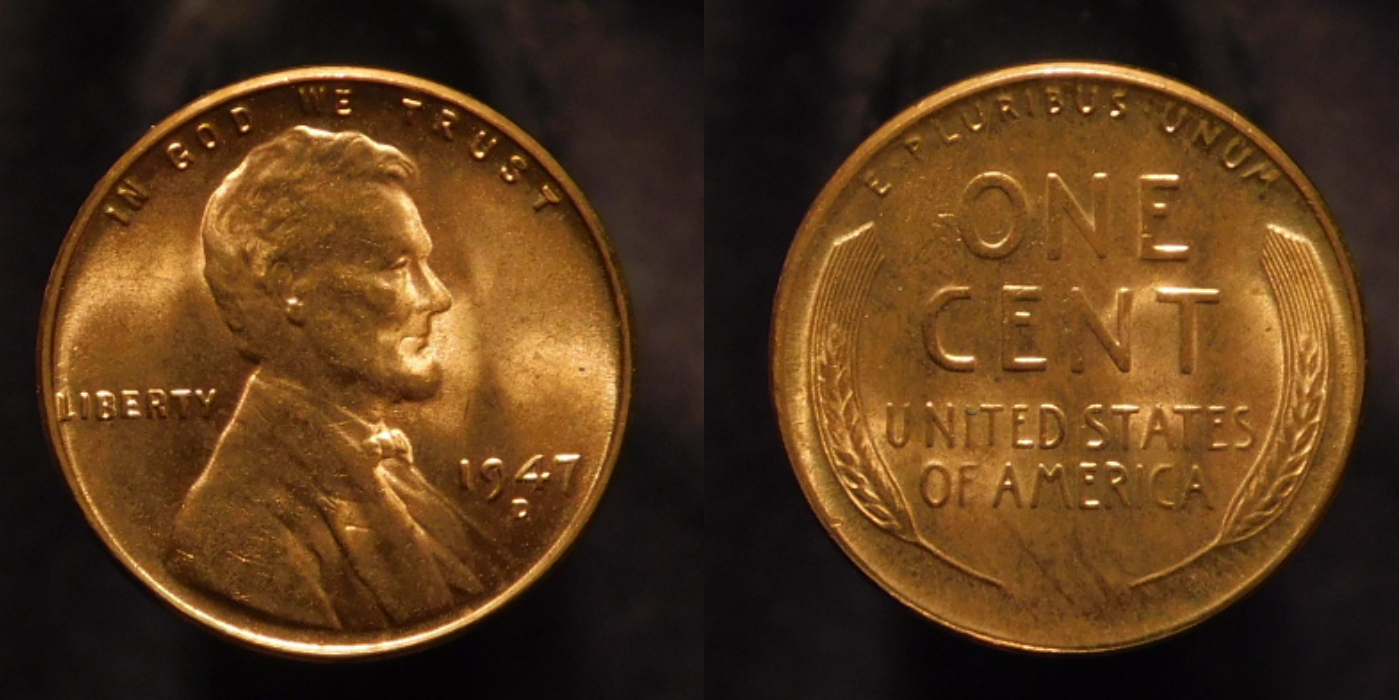 IN GOD WE TRUST
LIBERTY
1947
D
E PLURIBUS UNUM
ONE
CENT
UNITED STATES
OF AMERICA